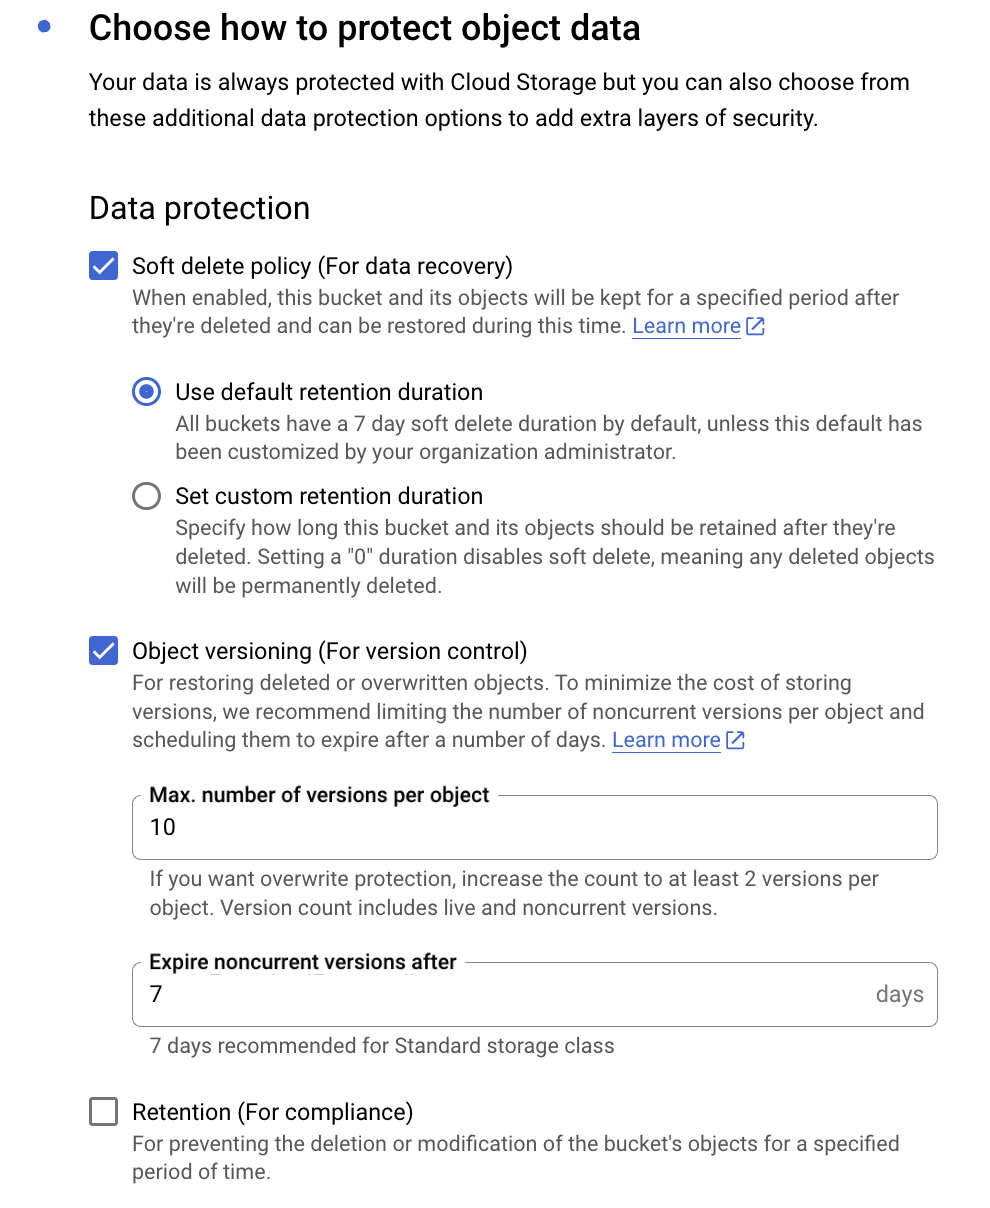 Choose how to protect object data
Your data is always protected with Cloud Storage but you can also choose from
these additional data protection options to add extra layers of security.
Data protection
Soft delete policy (For data recovery)
When enabled, this bucket and its objects will be kept for a specified period after
they're deleted and can be restored during this time. Learn more
Use default retention duration
All buckets have a 7 day soft delete duration by default, unless this default has
been customized by your organization administrator.
Set custom retention duration
Specify how long this bucket and its objects should be retained after they're
deleted. Setting a "0" duration disables soft delete, meaning any deleted objects
will be permanently deleted.
Object versioning (For version control)
For restoring deleted or overwritten objects. To minimize the cost of storing
versions, we recommend limiting the number of noncurrent versions per object and
scheduling them to expire after a number of days. Learn more
Max. number of versions per object
10
If you want overwrite protection, increase the count to at least 2 versions per
object. Version count includes live and noncurrent versions.
Expire noncurrent versions after
7 days
7 days recommended for Standard storage class
Retention (For compliance)
For preventing the deletion or modification of the bucket's objects for a specified
period of time.